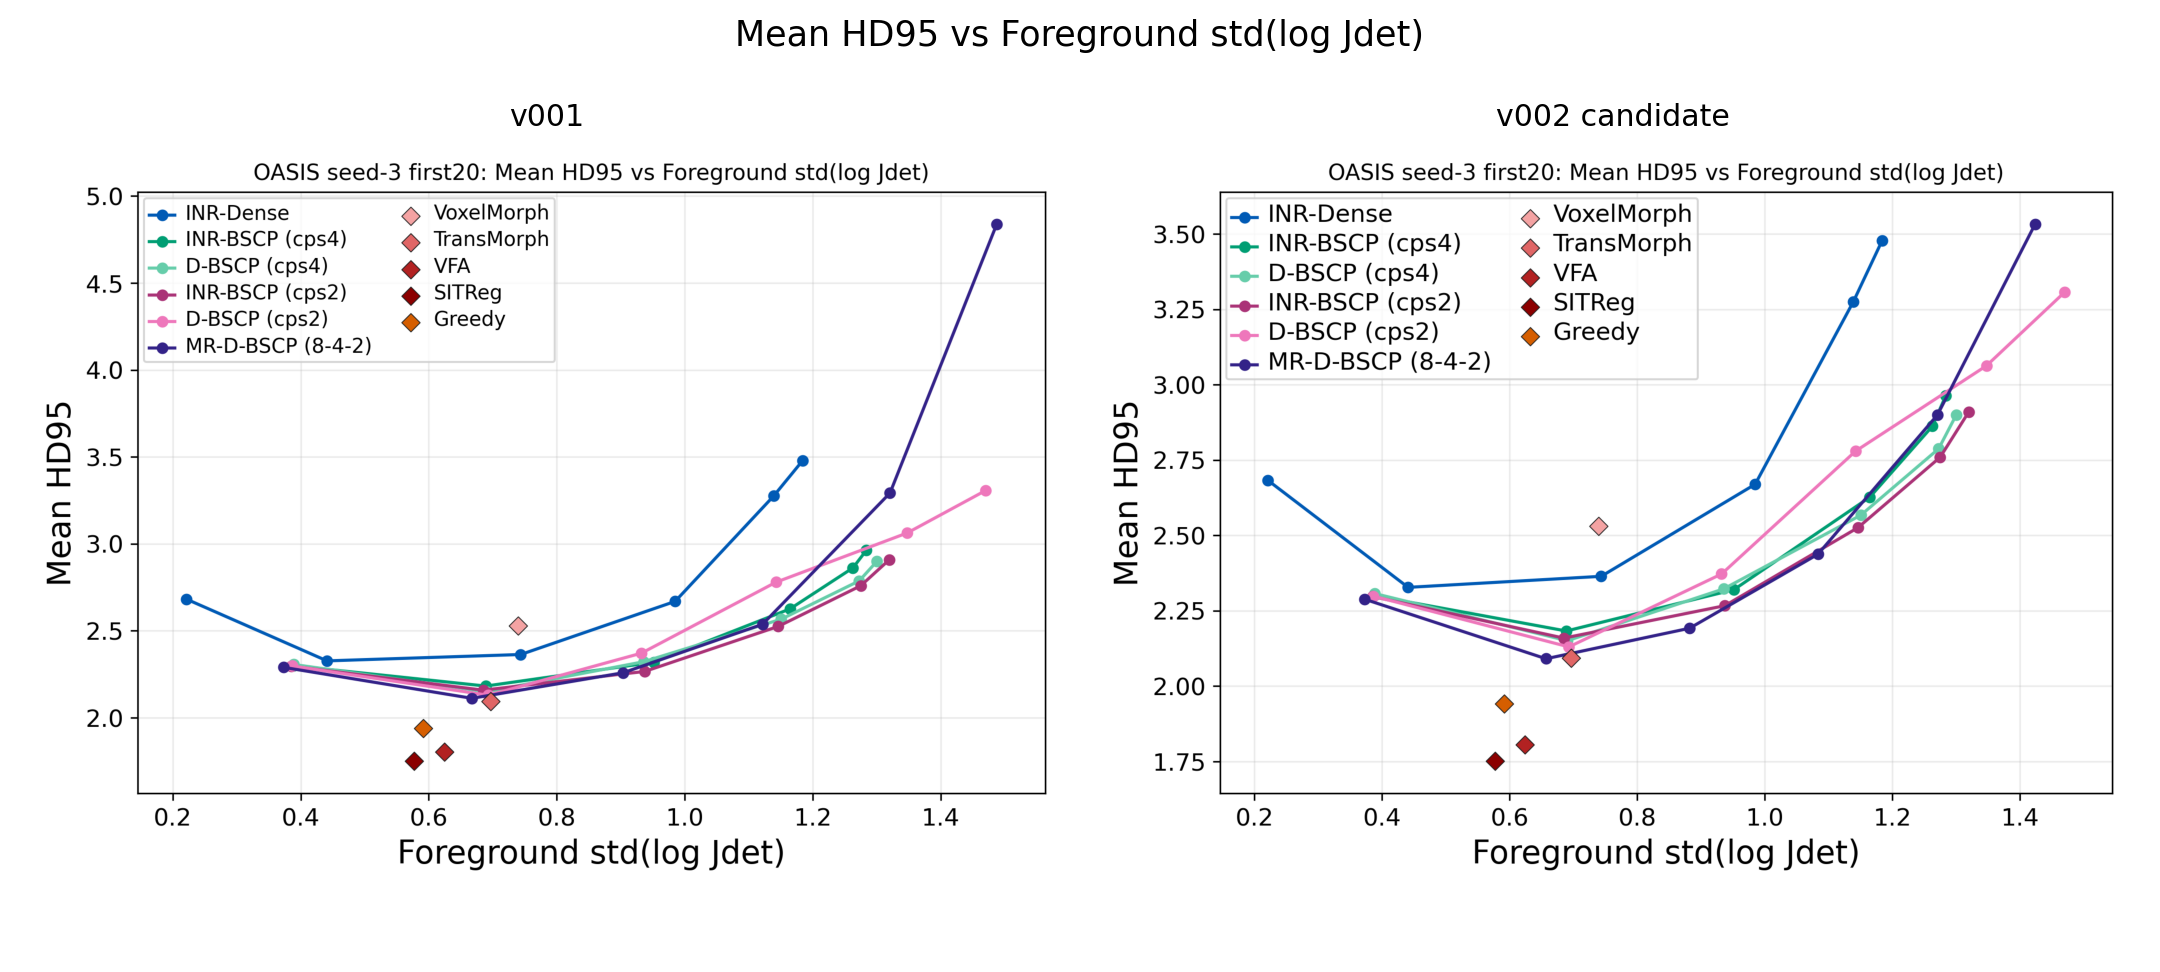 Mean HD95 vs Foreground std(log Jdet)
v001
OASIS seed-3 first20: Mean HD95 vs Foreground std(log Jdet)
INR-Dense
INR-BSCP (cps4)
D-BSCP (cps4)
INR-BSCP (cps2)
D-BSCP (cps2)
MR-D-BSCP (8-4-2)
VoxelMorph
TransMorph
VFA
SITReg
Greedy
5.0
4.5
4.0
3.5
3.0
2.5
2.0
Mean HD95
0.2 0.4 0.6 0.8 1.0 1.2 1.4
Foreground std(log Jdet)
v002 candidate
OASIS seed-3 first20: Mean HD95 vs Foreground std(log Jdet)
INR-Dense
INR-BSCP (cps4)
D-BSCP (cps4)
INR-BSCP (cps2)
D-BSCP (cps2)
MR-D-BSCP (8-4-2)
VoxelMorph
TransMorph
VFA
SITReg
Greedy
3.50
3.25
3.00
2.75
2.50
2.25
2.00
1.75
Mean HD95
0.2 0.4 0.6 0.8 1.0 1.2 1.4
Foreground std(log Jdet)